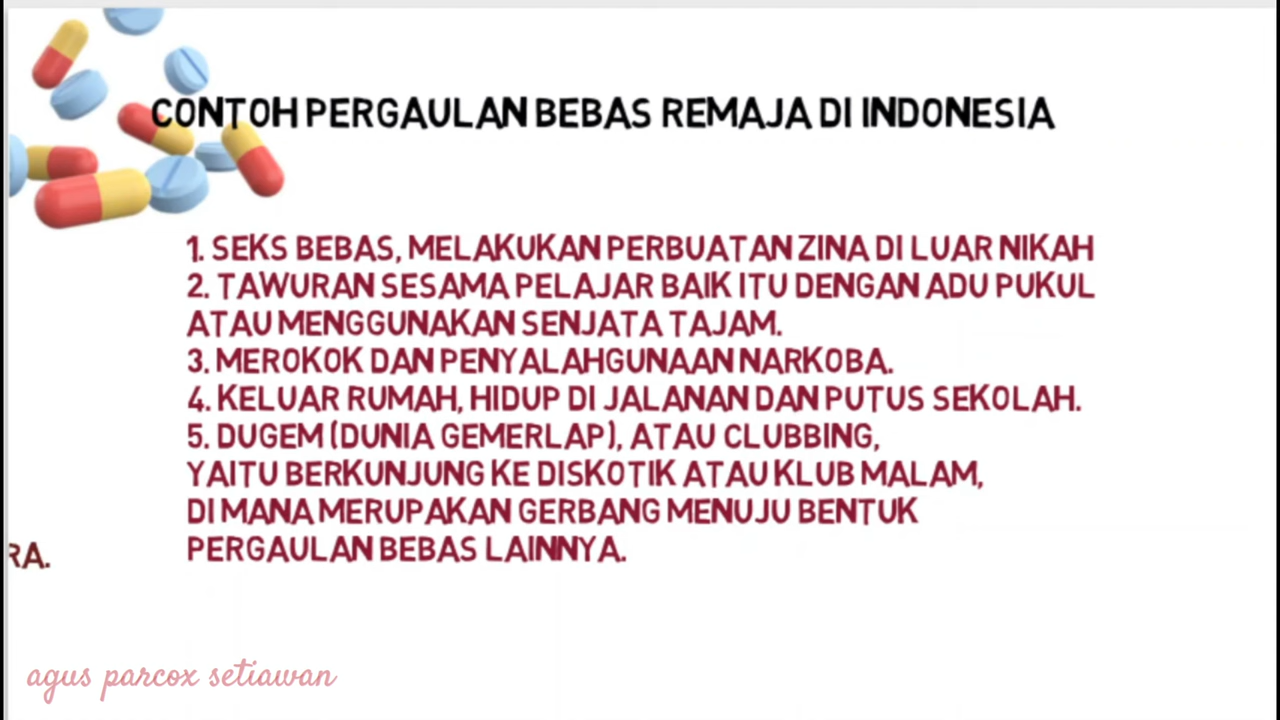 CONTOH PERGAULAN BEBAS REMAJA DI INDONESIA
1. SEKS BEBAS, MELAKUKAN PERBUATAN ZINA DI LUAR NIKAH
2. TAWURAN SESAMA PELAJAR BAIK ITU DENGAN ADU PUKUL
ATAU MENGGUNAKAN SENJATA TAJAM.
3. MEROKOK DAN PENYALAHGUNAAN NARKOBA.
4. KELUAR RUMAH, HIDUP DI JALANAN DAN PUTUS SEKOLAH.
5. DUGEM (DUNIA GEMERLAP), ATAU CLUBBING,
YAITU BERKUNJUNG KE DISKOTIK ATAU KLUB MALAM,
DI MANA MERUPAKAN GERBANG MENUJU BENTUK
PERGAULAN BEBAS LAINNYA.
RA.
agus parcox setiawan